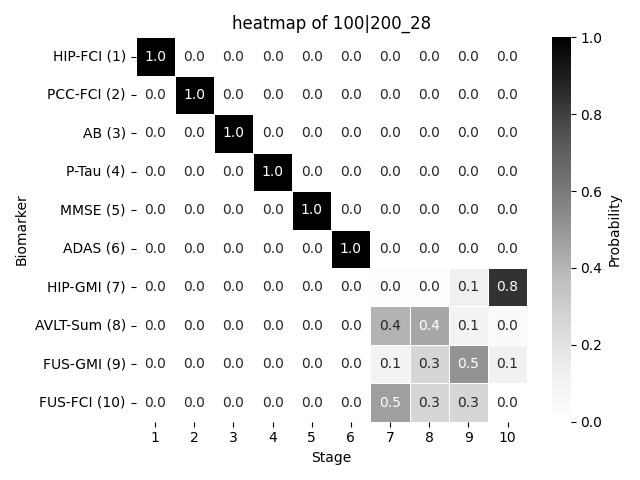 heatmap of 100|200_28
HIP-FCI (1) 1.0 0.0 0.0 0.0 0.0 0.0 0.0 0.0 0.0 0.0
PCC-FCI (2) 0.0 1.0 0.0 0.0 0.0 0.0 0.0 0.0 0.0 0.0
AB (3) 0.0 0.0 1.0 0.0 0.0 0.0 0.0 0.0 0.0 0.0
P-Tau (4) 0.0 0.0 0.0 1.0 0.0 0.0 0.0 0.0 0.0 0.0
MMSE (5) 0.0 0.0 0.0 0.0 1.0 0.0 0.0 0.0 0.0 0.0
ADAS (6) 0.0 0.0 0.0 0.0 0.0 1.0 0.0 0.0 0.0 0.0
HIP-GMI (7) 0.0 0.0 0.0 0.0 0.0 0.0 0.0 0.0 0.1 0.8
AVLT-Sum (8) 0.0 0.0 0.0 0.0 0.0 0.0 0.4 0.4 0.1 0.0
FUS-GMI (9) 0.0 0.0 0.0 0.0 0.0 0.0 0.1 0.3 0.5 0.1
FUS-FCI (10) 0.0 0.0 0.0 0.0 0.0 0.0 0.5 0.3 0.3 0.0
1 2 3 4 5 6 7 8 9 10
Stage
Biomarker
1.0
0.8
0.6
0.4
0.2
0.0
Probability